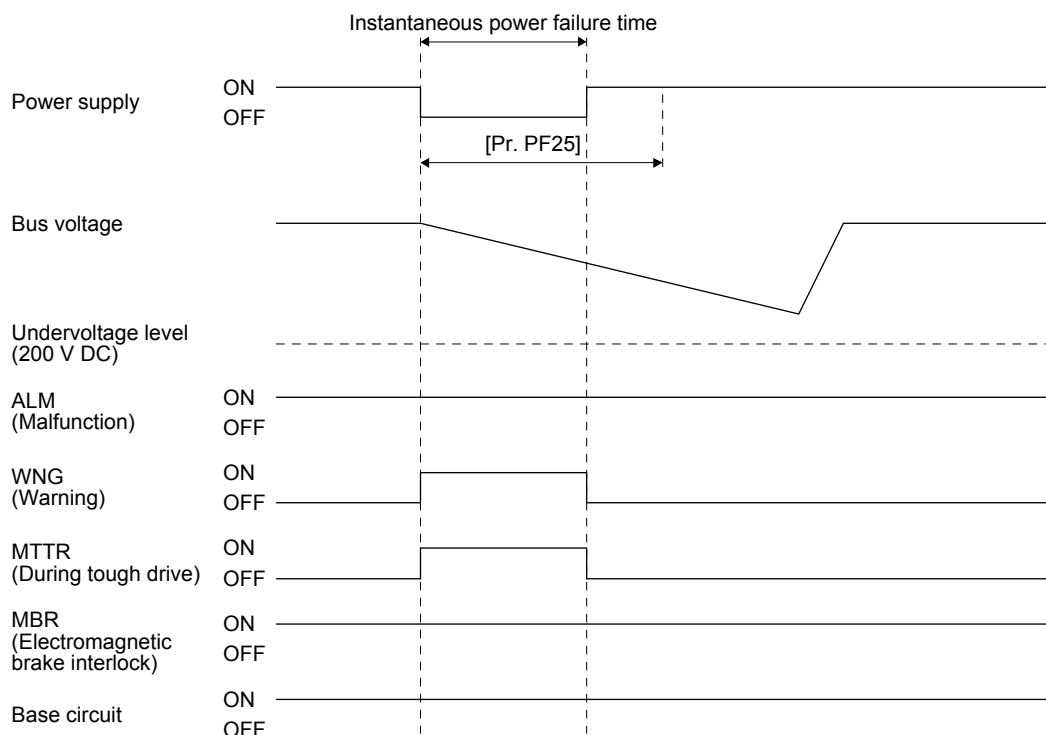 Instantaneous power failure time
Power supply
ON
OFF
[Pr. PF25]
Bus voltage
Undervoltage level
(200 V DC)
ALM
(Malfunction)
ON
OFF
WNG
(Warning)
ON
OFF
MTTR
(During tough drive)
ON
OFF
MBR
(Electromagnetic
brake interlock)
ON
OFF
Base circuit
ON
OFF